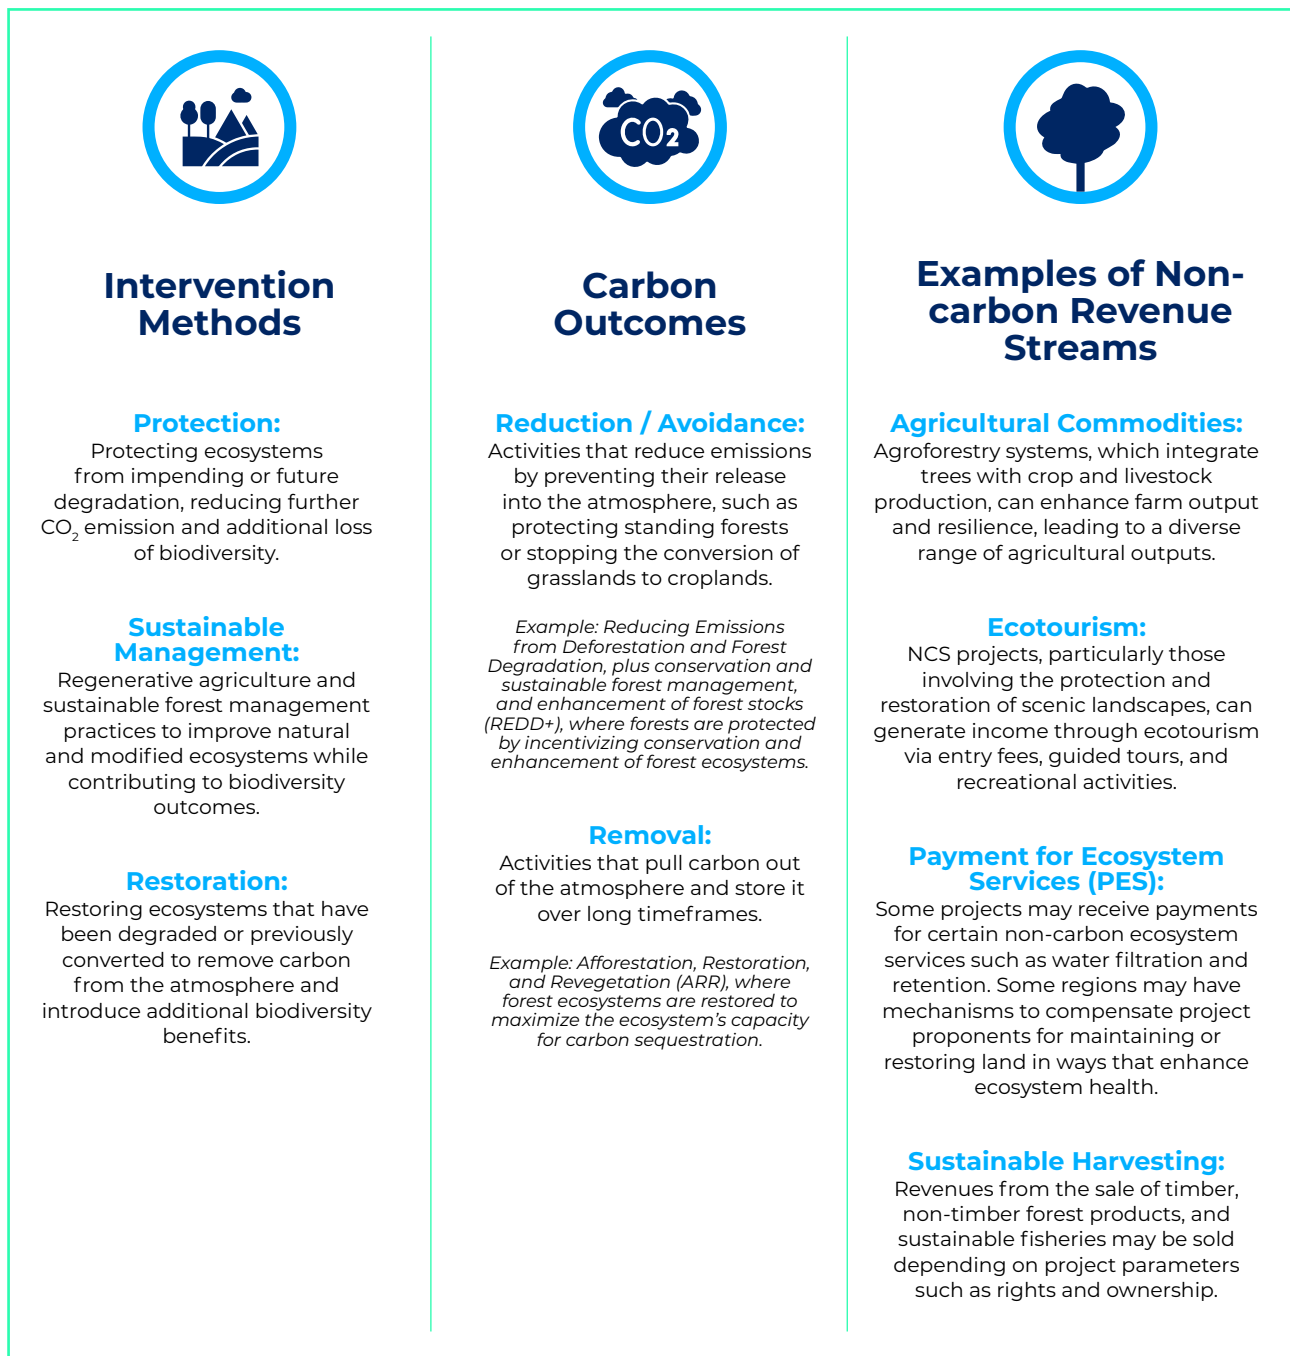 CO2
Intervention
Methods
Protection:
Protecting ecosystems
from impending or future
degradation, reducing further
CO₂ emission and additional loss
of biodiversity.
Sustainable
Management:
Regenerative agriculture and
sustainable forest management
practices to improve natural
and modified ecosystems while
contributing to biodiversity
outcomes.
Restoration:
Restoring ecosystems that have
been degraded or previously
converted to remove carbon
from the atmosphere and
introduce additional biodiversity
benefits.
Carbon
Outcomes
Reduction / Avoidance:
Activities that reduce emissions
by preventing their release
into the atmosphere, such as
protecting standing forests
or stopping the conversion of
grasslands to croplands.
Example: Reducing Emissions
from Deforestation and Forest
Degradation, plus conservation and
sustainable forest management,
and enhancement of forest stocks
(REDD+), where forests are protected
by incentivizing conservation and
enhancement of forest ecosystems.
Removal:
Activities that pull carbon out
of the atmosphere and store it
over long timeframes.
Example: Afforestation, Restoration,
and Revegetation (ARR), where
forest ecosystems are restored to
maximize the ecosystem’s capacity
for carbon sequestration.
Examples of Non-
carbon Revenue
Streams
Agricultural Commodities:
Agroforestry systems, which integrate
trees with crop and livestock
production, can enhance farm output
and resilience, leading to a diverse
range of agricultural outputs.
Ecotourism:
NCS projects, particularly those
involving the protection and
restoration of scenic landscapes, can
generate income through ecotourism
via entry fees, guided tours, and
recreational activities.
Payment for Ecosystem
Services (PES):
Some projects may receive payments
for certain non-carbon ecosystem
services such as water filtration and
retention. Some regions may have
mechanisms to compensate project
proponents for maintaining or
restoring land in ways that enhance
ecosystem health.
Sustainable Harvesting:
Revenues from the sale of timber,
non-timber forest products, and
sustainable fisheries may be sold
depending on project parameters
such as rights and ownership.